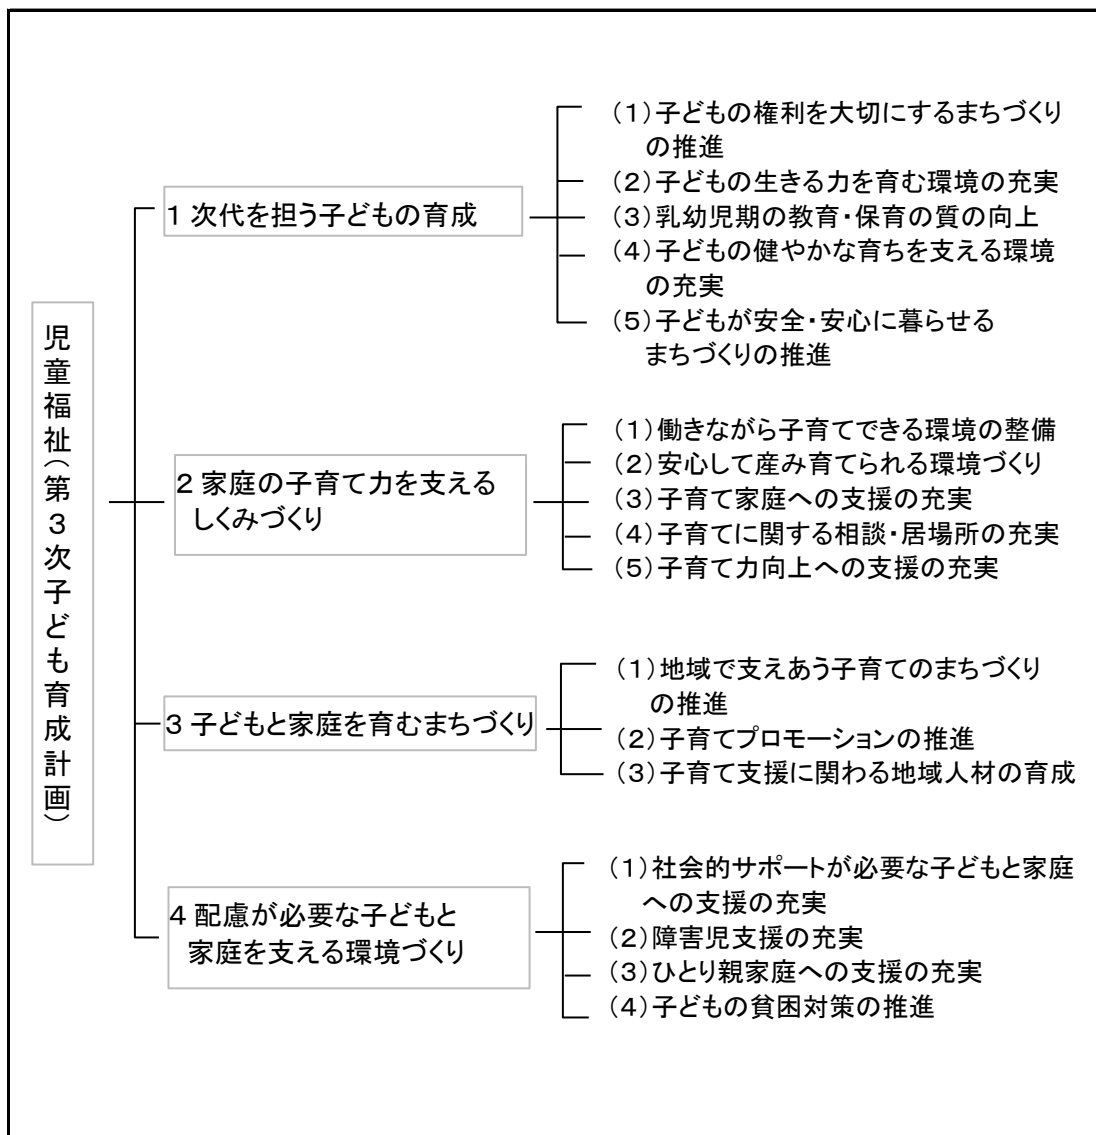 児童福祉（第３次子ども育成計画）
１ 次代を担う子どもの育成
（１）子どもの権利を大切にするまちづくり
の推進
（２）子どもの生きる力を育む環境の充実
（３）乳幼児期の教育・保育の質の向上
（４）子どもの健やかな育ちを支える環境
の充実
（５）子どもが安全・安心に暮らせる
まちづくりの推進
２ 家庭の子育て力を支える
しくみづくり
（１）働きながら子育てできる環境の整備
（２）安心して産み育てられる環境づくり
（３）子育て家庭への支援の充実
（４）子育てに関する相談・居場所の充実
（５）子育て力向上への支援の充実
３ 子どもと家庭を育むまちづくり
（１）地域で支えあう子育てのまちづくり
の推進
（２）子育てプロモーションの推進
（３）子育て支援に関わる地域人材の育成
４ 配慮が必要な子どもと
家庭を支える環境づくり
（１）社会的サポートが必要な子どもと家庭
への支援の充実
（２）障害児支援の充実
（３）ひとり親家庭への支援の充実
（４）子どもの貧困対策の推進